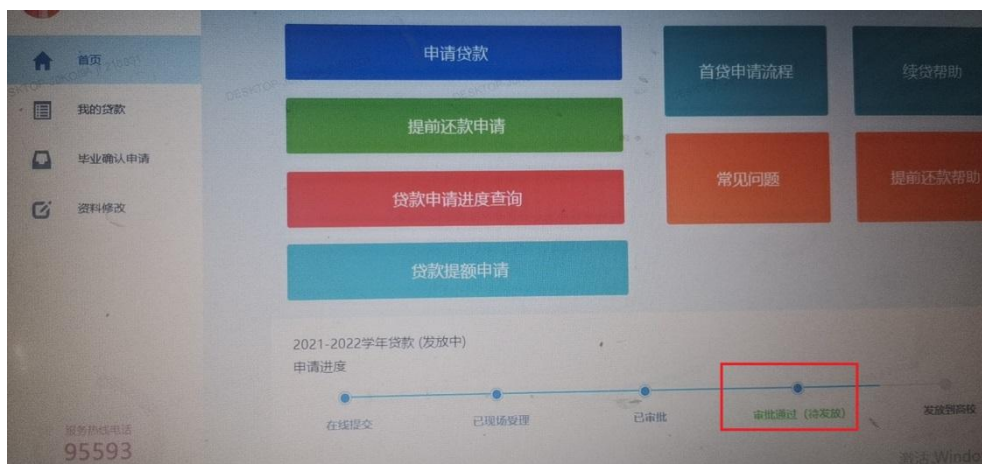 首页
我的贷款
毕业确认申请
资料修改
服务热线电话
95593
申请贷款
提前还款申请
贷款申请进度查询
贷款提额申请
首贷申请流程
续贷帮助
常见问题
提前还款帮助
2021-2022学年贷款 (发放中)
申请进度
在线提交
已现场受理
已审批
审批通过（待发放）
发放到高校
激活 Windo